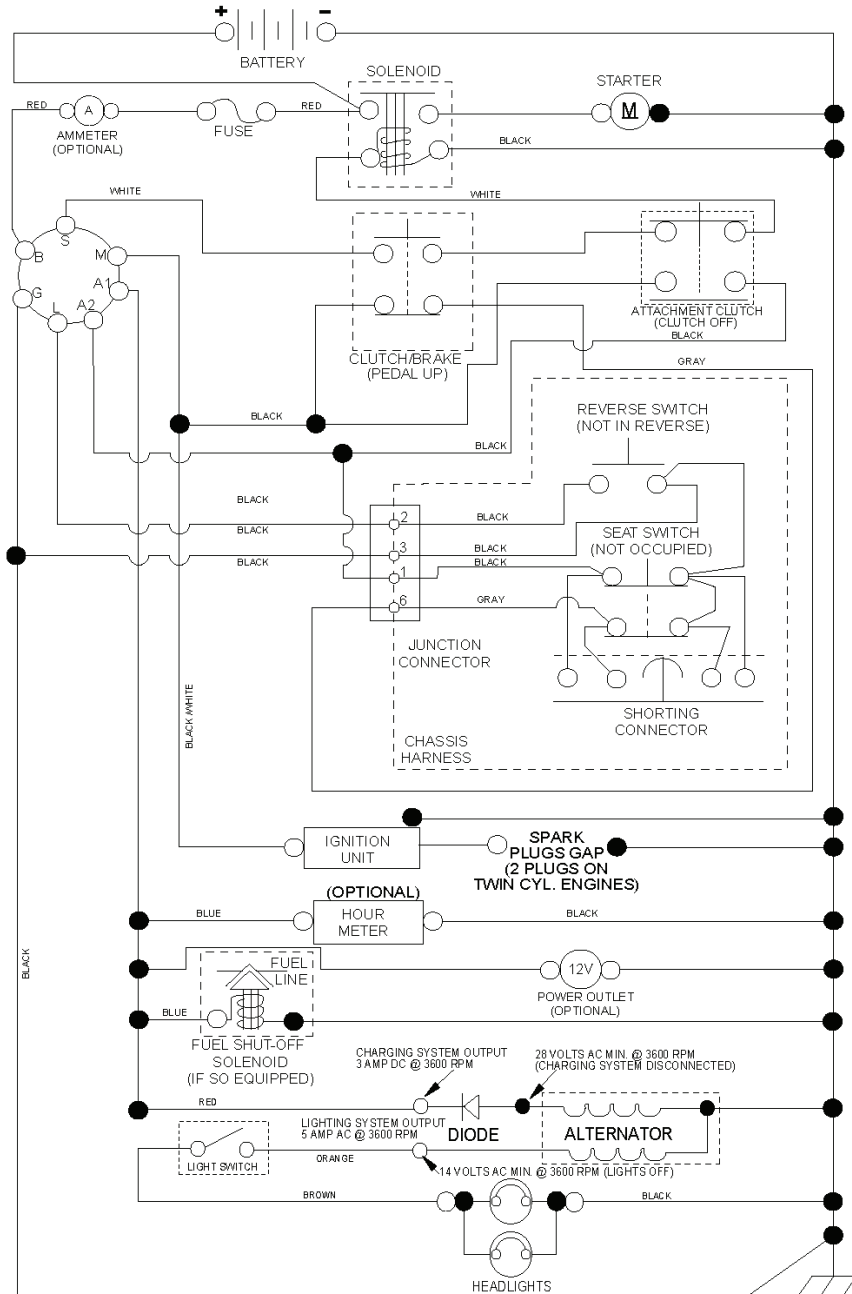 + −
BATTERY
SOLENOID
STARTER
RED
A
RED
M
AMMETER
(OPTIONAL)
FUSE
BLACK
WHITE
WHITE
S
B
M
G
A1
L
A2
ATTACHMENT CLUTCH
(CLUTCH OFF)
BLACK
CLUTCH/BRAKE
(PEDAL UP)
GRAY
BLACK
REVERSE SWITCH
(NOT IN REVERSE)
BLACK
BLACK
2
BLACK
BLACK
SEAT SWITCH
(NOT OCCUPIED)
3
BLACK
BLACK
BLACK
1
6
GRAY
JUNCTION
CONNECTOR
SHORTING
CONNECTOR
BLACK/WHITE
CHASSIS
HARNESS
IGNITION
UNIT
SPARK
PLUGS GAP
(2 PLUGS ON
TWIN CYL. ENGINES)
(OPTIONAL)
BLUE
HOUR
METER
BLACK
BLACK
FUEL
LINE
12V
POWER OUTLET
(OPTIONAL)
BLUE
FUEL SHUT-OFF
SOLENOID
(IF SO EQUIPPED)
CHARGING SYSTEM OUTPUT
3 AMP DC @ 3600 RPM
28 VOLTS AC MIN. @ 3600 RPM
(CHARGING SYSTEM DISCONNECTED)
RED
LIGHTING SYSTEM OUTPUT
5 AMP AC @ 3600 RPM
DIODE
ALTERNATOR
LIGHT SWITCH
ORANGE
14 VOLTS AC MIN. @ 3600 RPM (LIGHTS OFF)
BROWN
BLACK
HEADLIGHTS